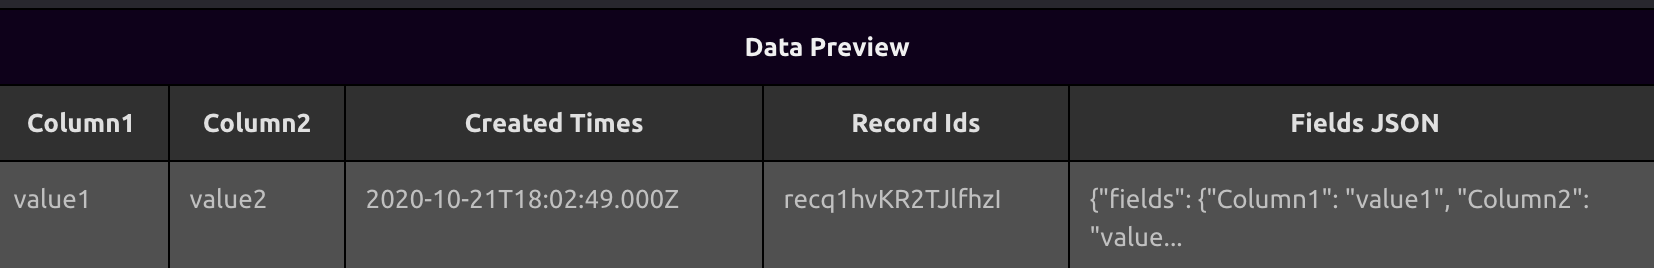 Data Preview
Column1 Column2 Created Times Record Ids Fields JSON
value1 value2 2020-10-21T18:02:49.000Z recq1hvKR2TJlfhzI {"fields": {"Column1": "value1", "Column2":
"value...